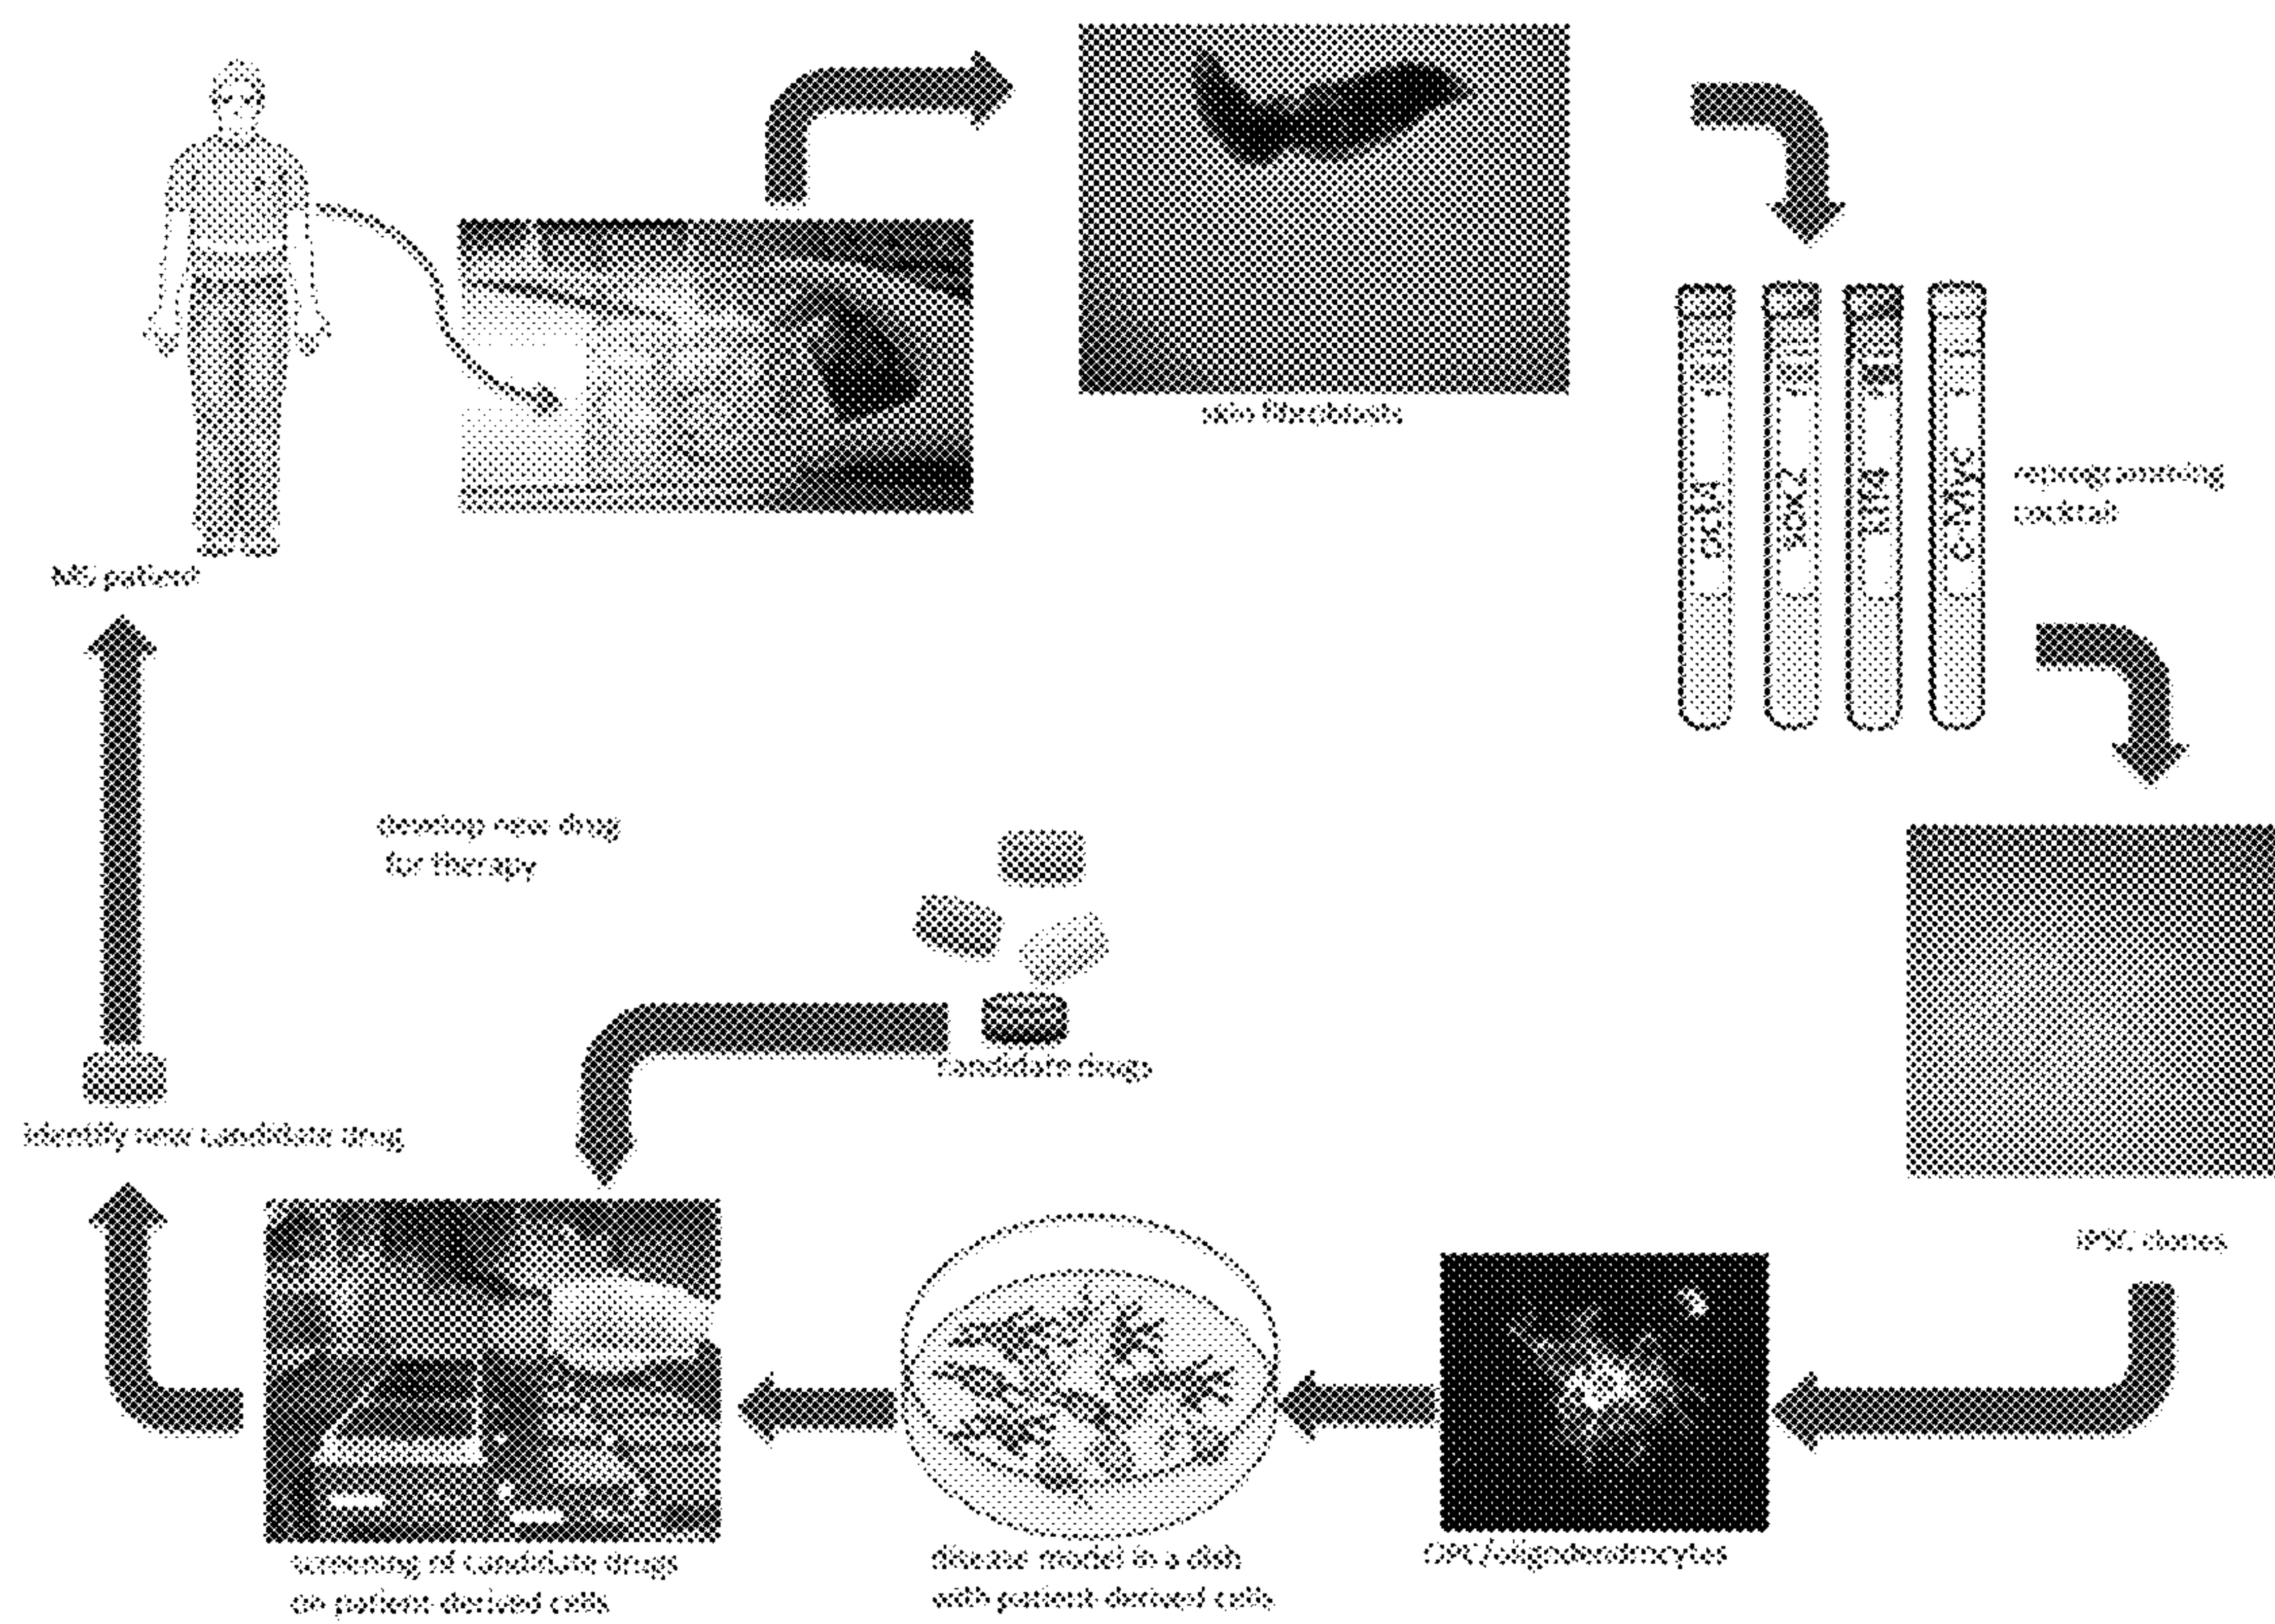 MS patient
skin fibroblasts
OCT4
SOX2
KLF4
C-MYC
reprogramming
cocktail
iPSC clones
OPC/oligodendrocytes
disease model in a dish
with patient-derived cells
screening of candidate drugs
on patient-derived cells
candidate drugs
identify new candidate drug
develop new drug
for therapy